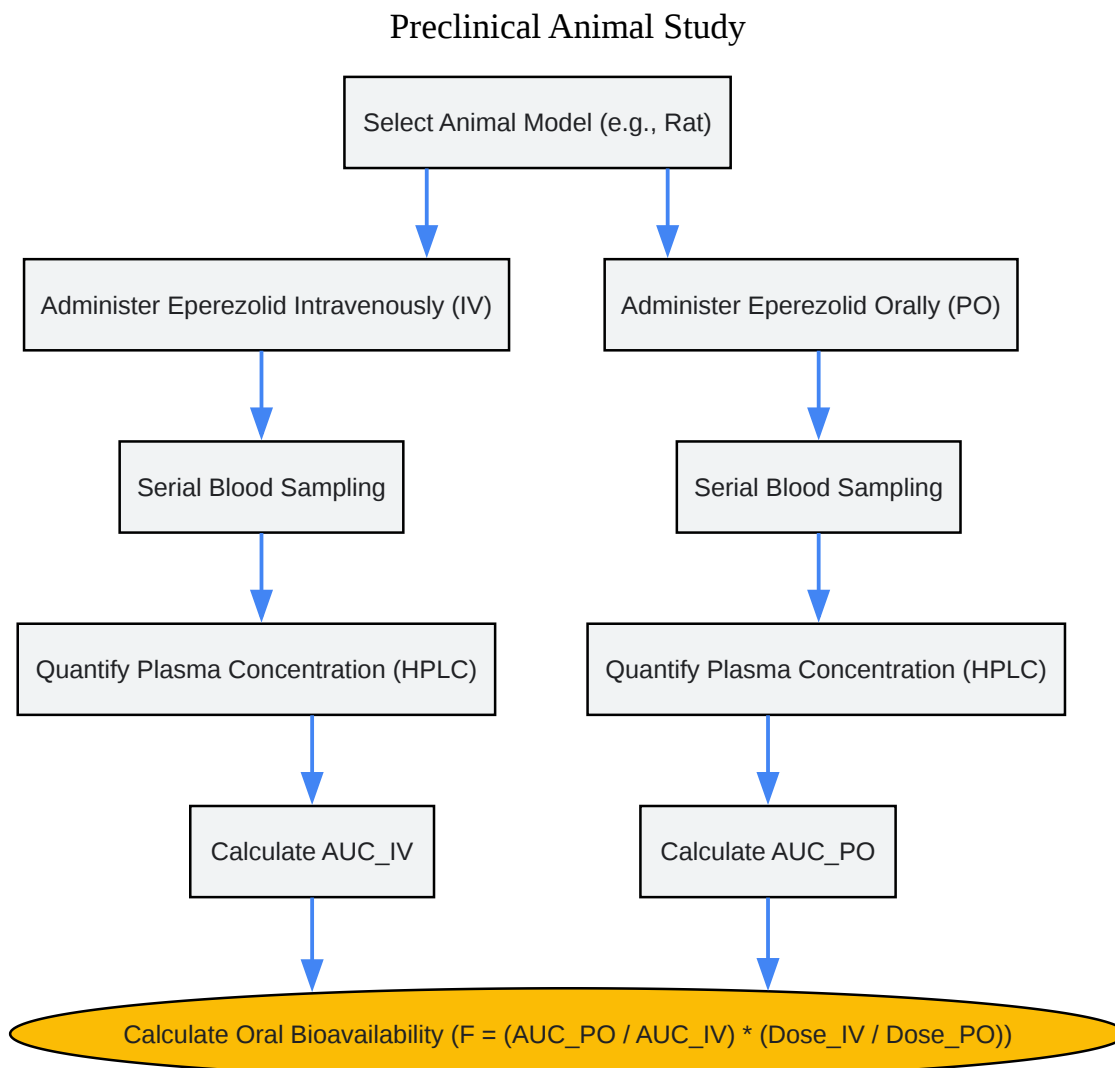 Preclinical Animal Study
Select Animal Model (e.g., Rat)
Administer Eperezolid Intravenously (IV)
Administer Eperezolid Orally (PO)
Serial Blood Sampling
Serial Blood Sampling
Quantify Plasma Concentration (HPLC)
Quantify Plasma Concentration (HPLC)
Calculate AUC_IV
Calculate AUC_PO
Calculate Oral Bioavailability (F = (AUC_PO / AUC_IV) * (Dose_IV / Dose_PO))